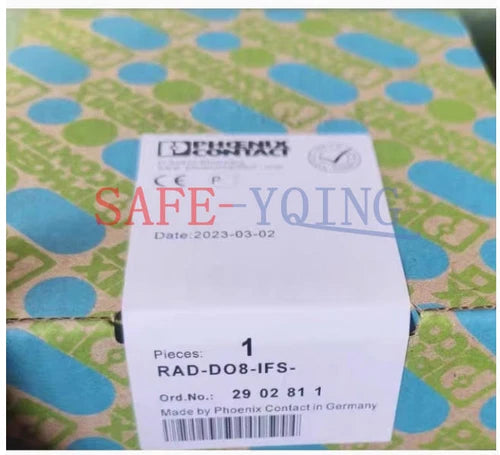 PHOENIX
CONTACT
CE P
SAFE-YQING
Date: 2023-03-02
Pieces: 1
RAD-DO8-IFS-
Ord.No.: 29 02 81 1
Made by Phoenix Contact in Germany